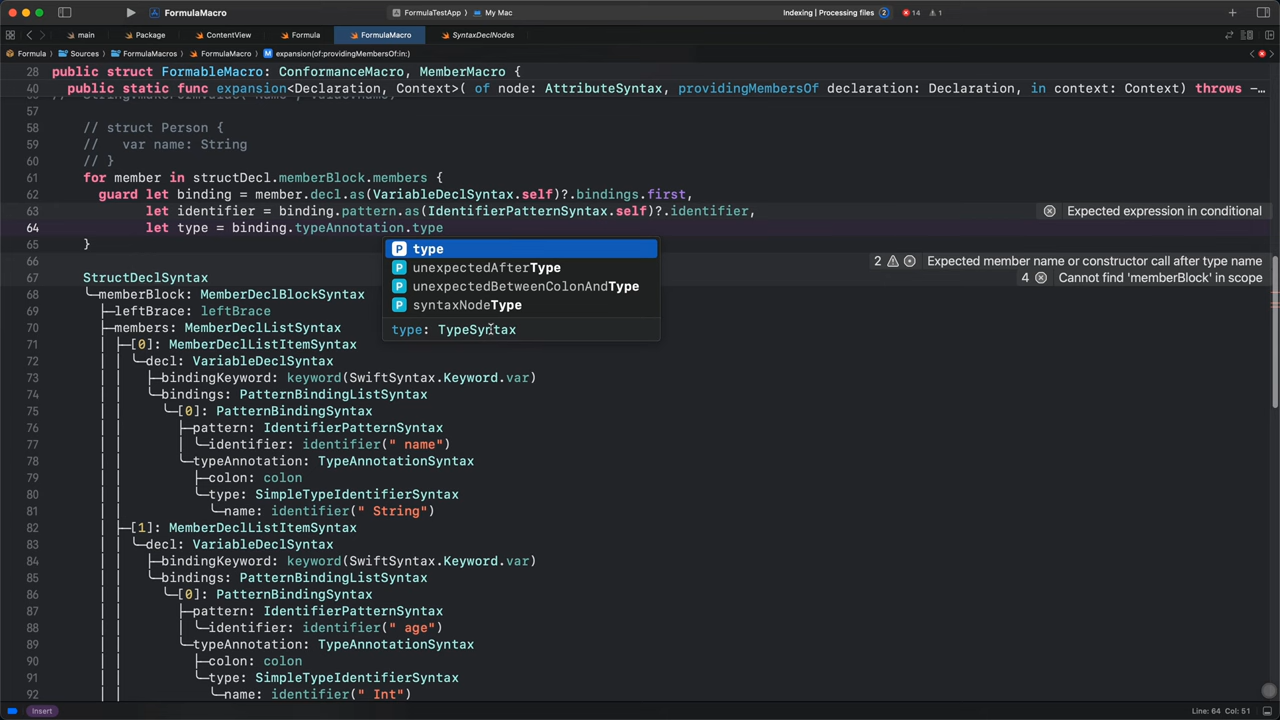 FormulaMacro
FormulaTestApp 〉 My Mac
Indexing | Processing files 2
14
1
main
Package
ContentView
Formula
FormulaMacro
SyntaxDeclNodes
Formula 〉 Sources 〉 FormulaMacros 〉 FormulaMacro 〉 M expansion(of:providingMembersOf:in:)
28 public struct FormableMacro: ConformanceMacro, MemberMacro {
40 public static func expansion<Declaration, Context>( of node: AttributeSyntax, providingMembersOf declaration: Declaration, in context: Context) throws -…
57
58 // struct Person {
59 //   var name: String
60 // }
61 for member in structDecl.memberBlock.members {
62 guard let binding = member.decl.as(VariableDeclSyntax.self)?.bindings.first,
63 let identifier = binding.pattern.as(IdentifierPatternSyntax.self)?.identifier, Expected expression in conditional
64 let type = binding.typeAnnotation.type
65 }
P type
66 2 Expected member name or constructor call after type name
P unexpectedAfterType
67 StructDeclSyntax 4 Cannot find 'memberBlock' in scope
P unexpectedBetweenColonAndType
68 ╰─memberBlock: MemberDeclBlockSyntax
P syntaxNodeType
69 ├─leftBrace: leftBrace
type: TypeSyntax
70 ├─members: MemberDeclListSyntax
71 │ ├─[0]: MemberDeclListItemSyntax
72 │ │ ╰─decl: VariableDeclSyntax
73 │ │   ├─bindingKeyword: keyword(SwiftSyntax.Keyword.var)
74 │ │   ╰─bindings: PatternBindingListSyntax
75 │ │     ╰─[0]: PatternBindingSyntax
76 │ │       ├─pattern: IdentifierPatternSyntax
77 │ │       │ ╰─identifier: identifier(" name")
78 │ │       ╰─typeAnnotation: TypeAnnotationSyntax
79 │ │         ├─colon: colon
80 │ │         ╰─type: SimpleTypeIdentifierSyntax
81 │ │           ╰─name: identifier(" String")
82 │ ├─[1]: MemberDeclListItemSyntax
83 │ │ ╰─decl: VariableDeclSyntax
84 │ │   ├─bindingKeyword: keyword(SwiftSyntax.Keyword.var)
85 │ │   ╰─bindings: PatternBindingListSyntax
86 │ │     ╰─[0]: PatternBindingSyntax
87 │ │       ├─pattern: IdentifierPatternSyntax
88 │ │       │ ╰─identifier: identifier(" age")
89 │ │       ╰─typeAnnotation: TypeAnnotationSyntax
90 │ │         ├─colon: colon
91 │ │         ╰─type: SimpleTypeIdentifierSyntax
92 │ │           ╰─name: identifier(" Int")
Insert
Line: 64 Col: 51